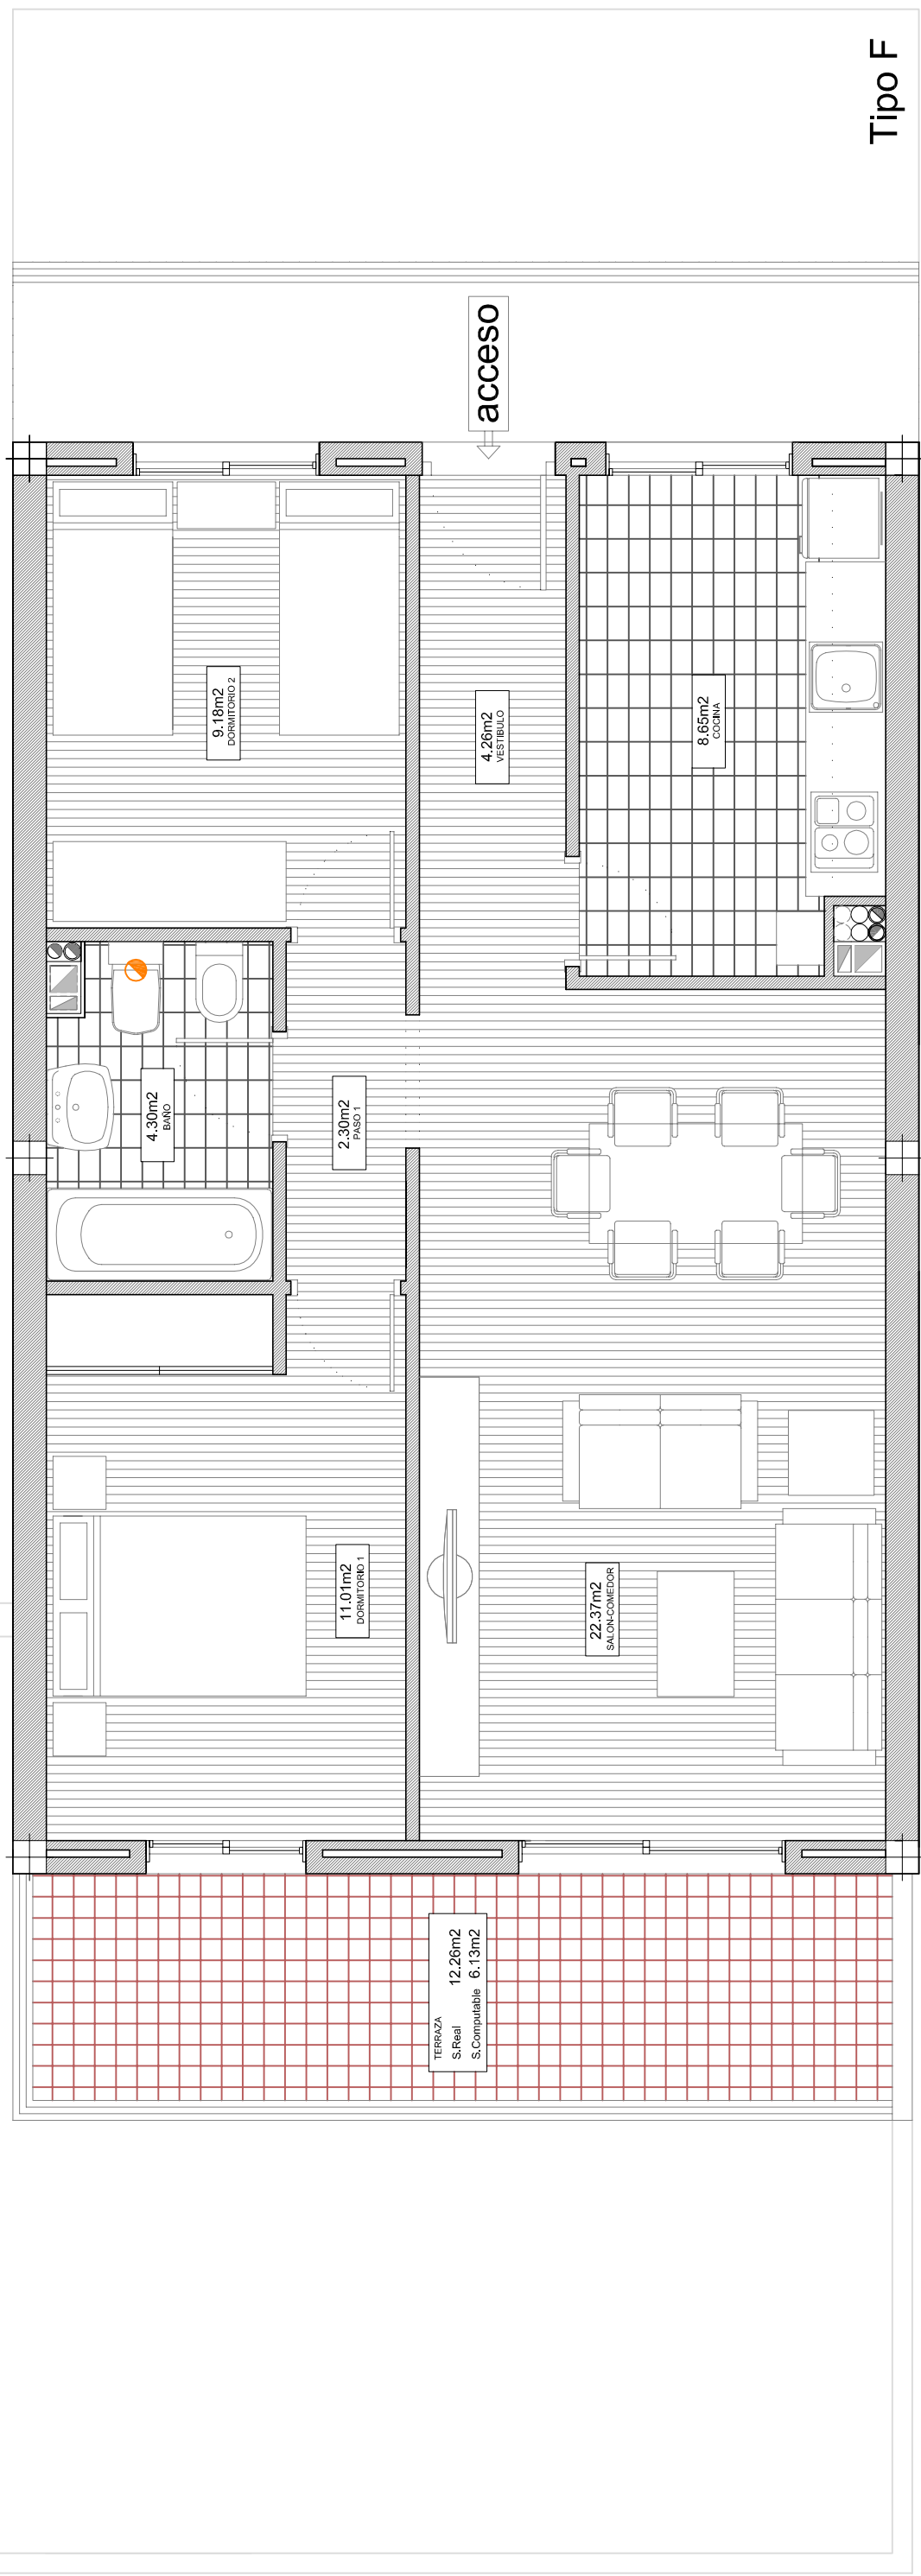 Tipo F
acceso
9.18m2
DORMITORIO 2
4.26m2
VESTIBULO
8.65m2
COCINA
4.30m2
BAÑO
2.30m2
PASO 1
11.01m2
DORMITORIO 1
22.37m2
SALON-COMEDOR
TERRAZA
S.Real 12.26m2
S.Computable 6.13m2